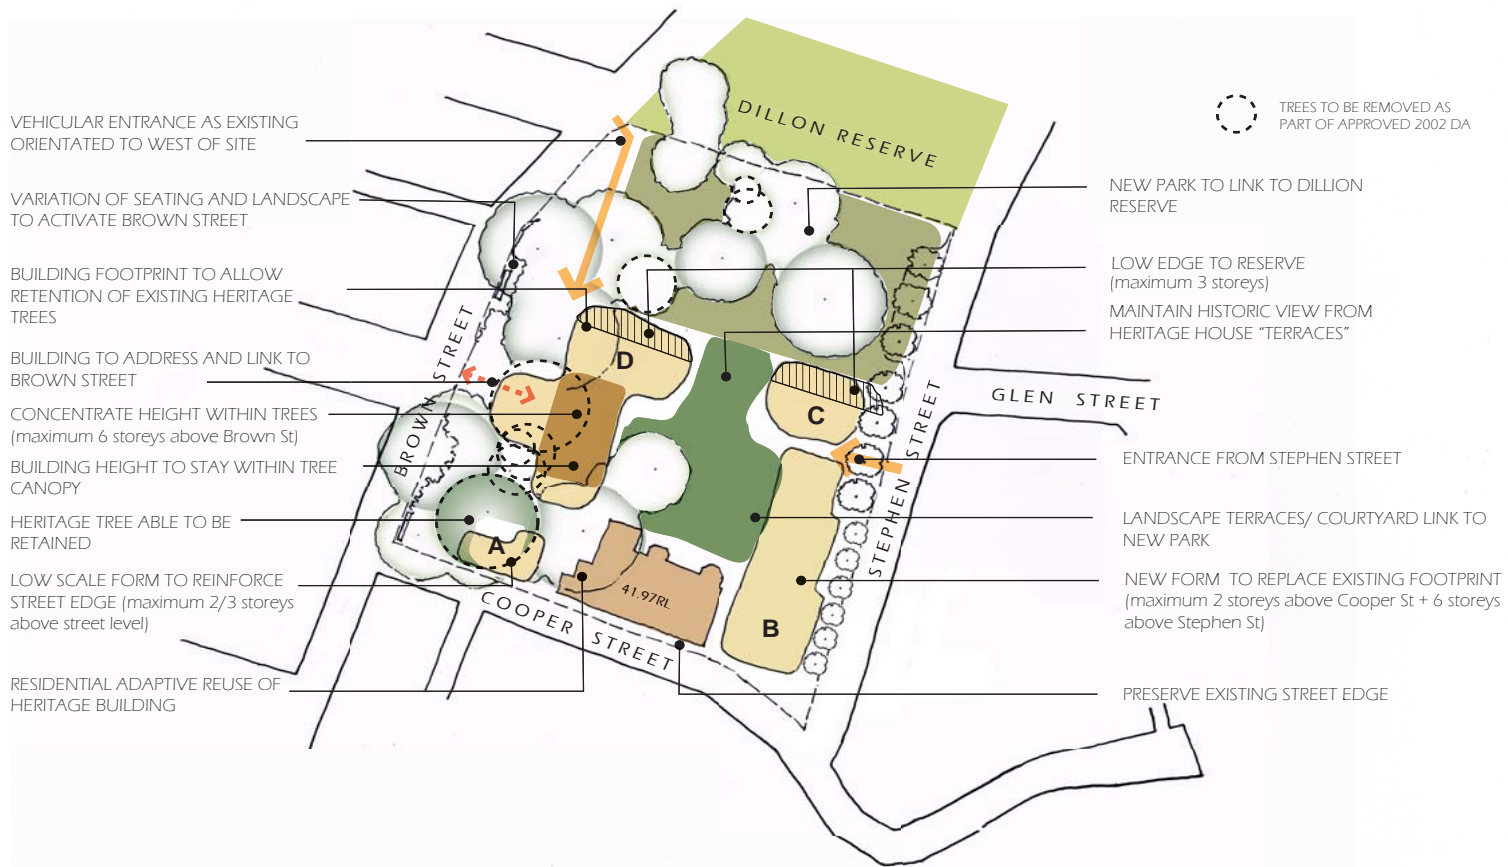 VEHICULAR ENTRANCE AS EXISTING
ORIENTATED TO WEST OF SITE
VARIATION OF SEATING AND LANDSCAPE
TO ACTIVATE BROWN STREET
BUILDING FOOTPRINT TO ALLOW
RETENTION OF EXISTING HERITAGE
TREES
BUILDING TO ADDRESS AND LINK TO
BROWN STREET
CONCENTRATE HEIGHT WITHIN TREES
(maximum 6 storeys above Brown St)
BUILDING HEIGHT TO STAY WITHIN TREE
CANOPY
HERITAGE TREE ABLE TO BE
RETAINED
LOW SCALE FORM TO REINFORCE
STREET EDGE (maximum 2/3 storeys
above street level)
RESIDENTIAL ADAPTIVE REUSE OF
HERITAGE BUILDING
DILLON RESERVE
BROWN STREET
D
C
A
B
41.97RL
COOPER STREET
STEPHEN STREET
GLEN STREET
TREES TO BE REMOVED AS
PART OF APPROVED 2002 DA
NEW PARK TO LINK TO DILLION
RESERVE
LOW EDGE TO RESERVE
(maximum 3 storeys)
MAINTAIN HISTORIC VIEW FROM
HERITAGE HOUSE “TERRACES”
ENTRANCE FROM STEPHEN STREET
LANDSCAPE TERRACES/ COURTYARD LINK TO
NEW PARK
NEW FORM TO REPLACE EXISTING FOOTPRINT
(maximum 2 storeys above Cooper St + 6 storeys
above Stephen St)
PRESERVE EXISTING STREET EDGE